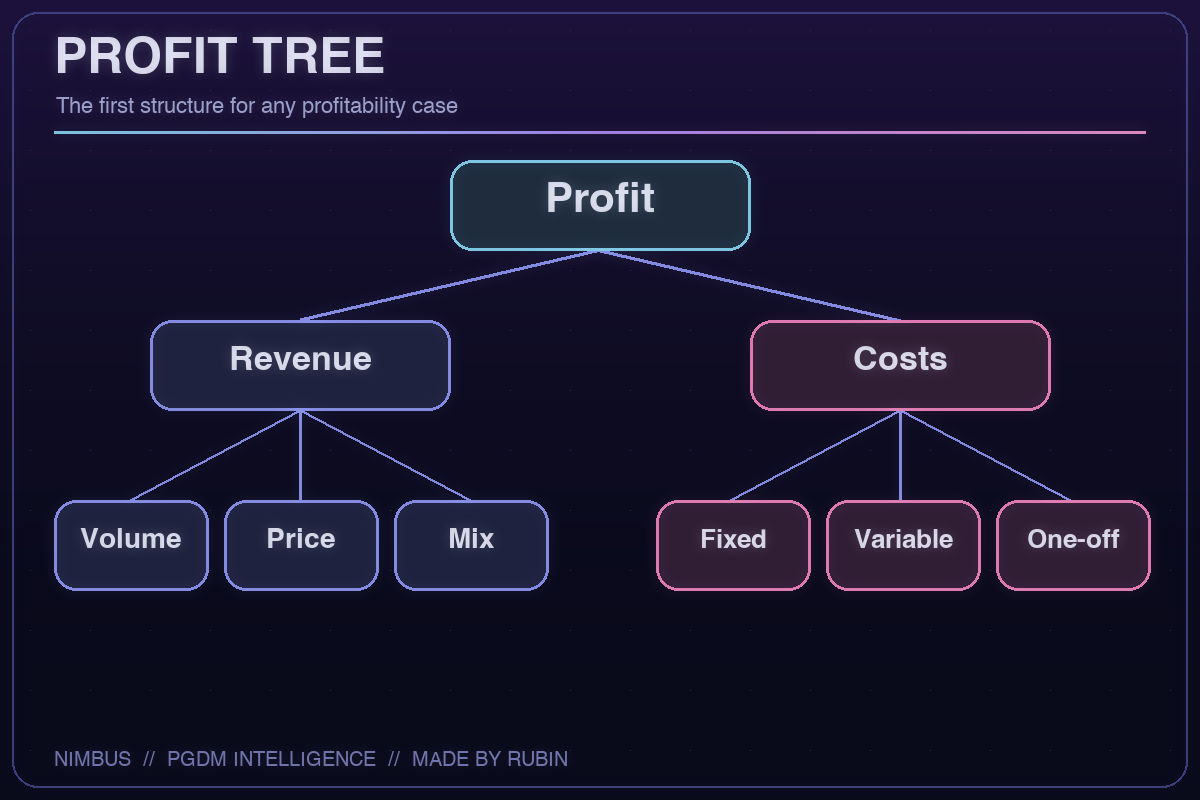 PROFIT TREE
The first structure for any profitability case
Profit
Revenue
Costs
Volume
Price
Mix
Fixed
Variable
One-off
NIMBUS // PGDM INTELLIGENCE // MADE BY RUBIN